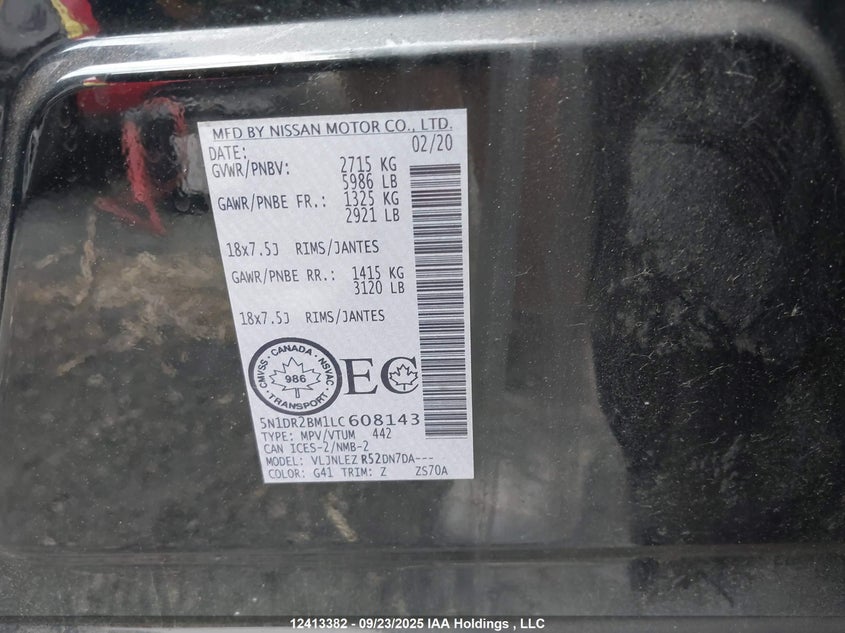 MFD BY NISSAN MOTOR CO., LTD.
DATE: 02/20
GVWR/PNBV: 2715 KG
5986 LB
GAWR/PNBE FR.: 1325 KG
2921 LB
18x7.5J RIMS/JANTES
GAWR/PNBE RR.: 1415 KG
3120 LB
18x7.5J RIMS/JANTES
CANADA
CMVSS NSVAC
986
TRANSPORT
EC
5N1DR2BM1LC608143
TYPE: MPV/VTUM 442
CAN ICES-2/NMB-2
MODEL: VLJNLEZ R52DN7DA---
COLOR: G41 TRIM: Z ZS70A
12413382 - 09/23/2025 IAA Holdings , LLC